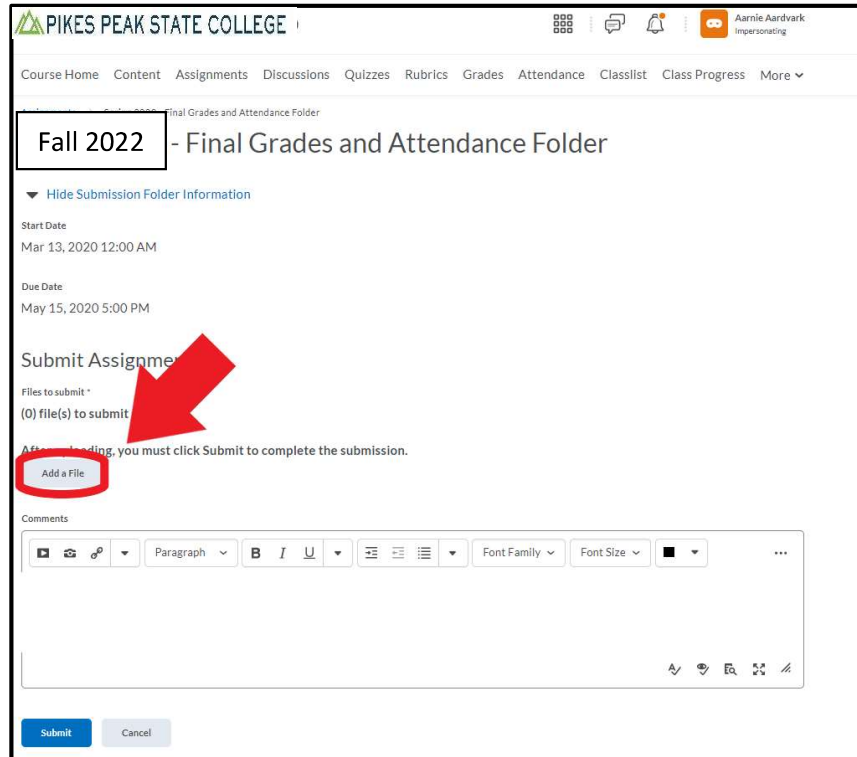 PIKES PEAK STATE COLLEGE
Aarnie Aardvark
Impersonating
Course Home Content Assignments Discussions Quizzes Rubrics Grades Attendance Classlist Class Progress More
Final Grades and Attendance Folder
Fall 2022 - Final Grades and Attendance Folder
Hide Submission Folder Information
Start Date
Mar 13, 2020 12:00 AM
Due Date
May 15, 2020 5:00 PM
Submit Assignme
Files to submit *
(0) file(s) to submit
you must click Submit to complete the submission.
Add a File
Comments
Paragraph B I U Font Family Font Size ...
Submit Cancel